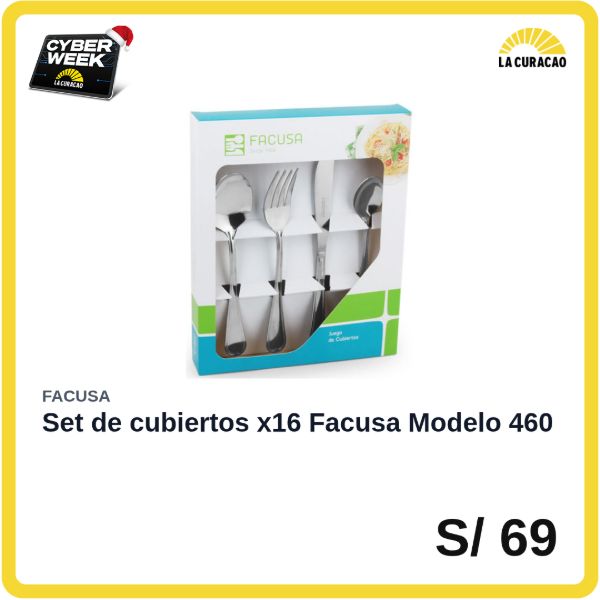 CYBER
WEEK
LA CURACAO
LA CURACAO
FACUSA
Juego
de Cubiertos
FACUSA
Set de cubiertos x16 Facusa Modelo 460
S/ 69